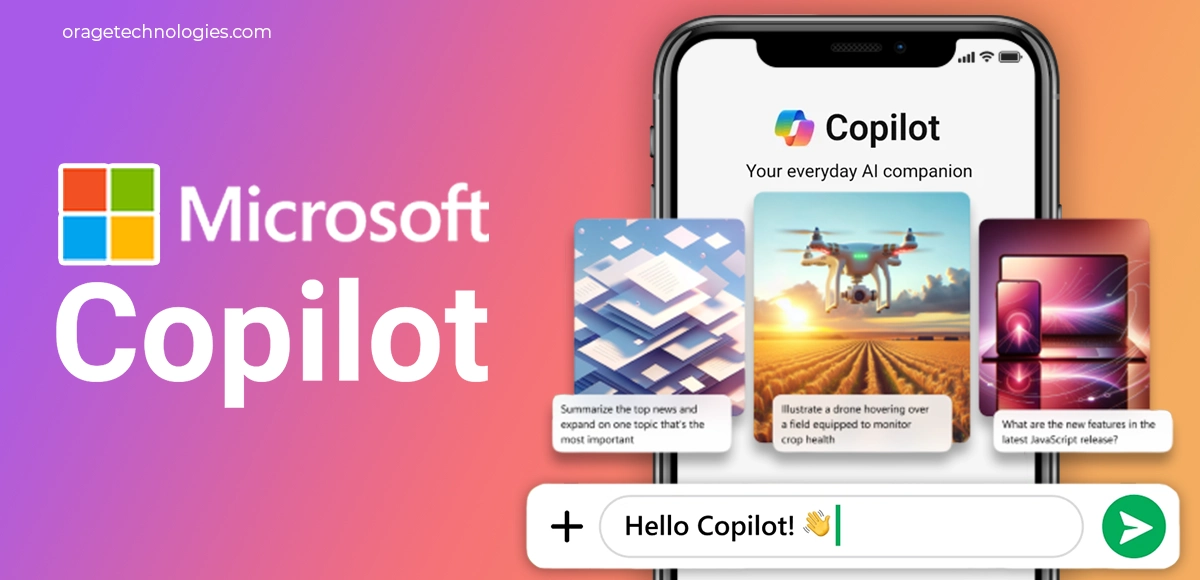 oragetechnologies.com
Microsoft
Copilot
Copilot
Your everyday AI companion
Summarize the top news and
expand on one topic that's the
most important
Illustrate a drone hovering over
a field equipped to monitor
crop health
What are the new features in the
latest JavaScript release?
Hello Copilot! 👋